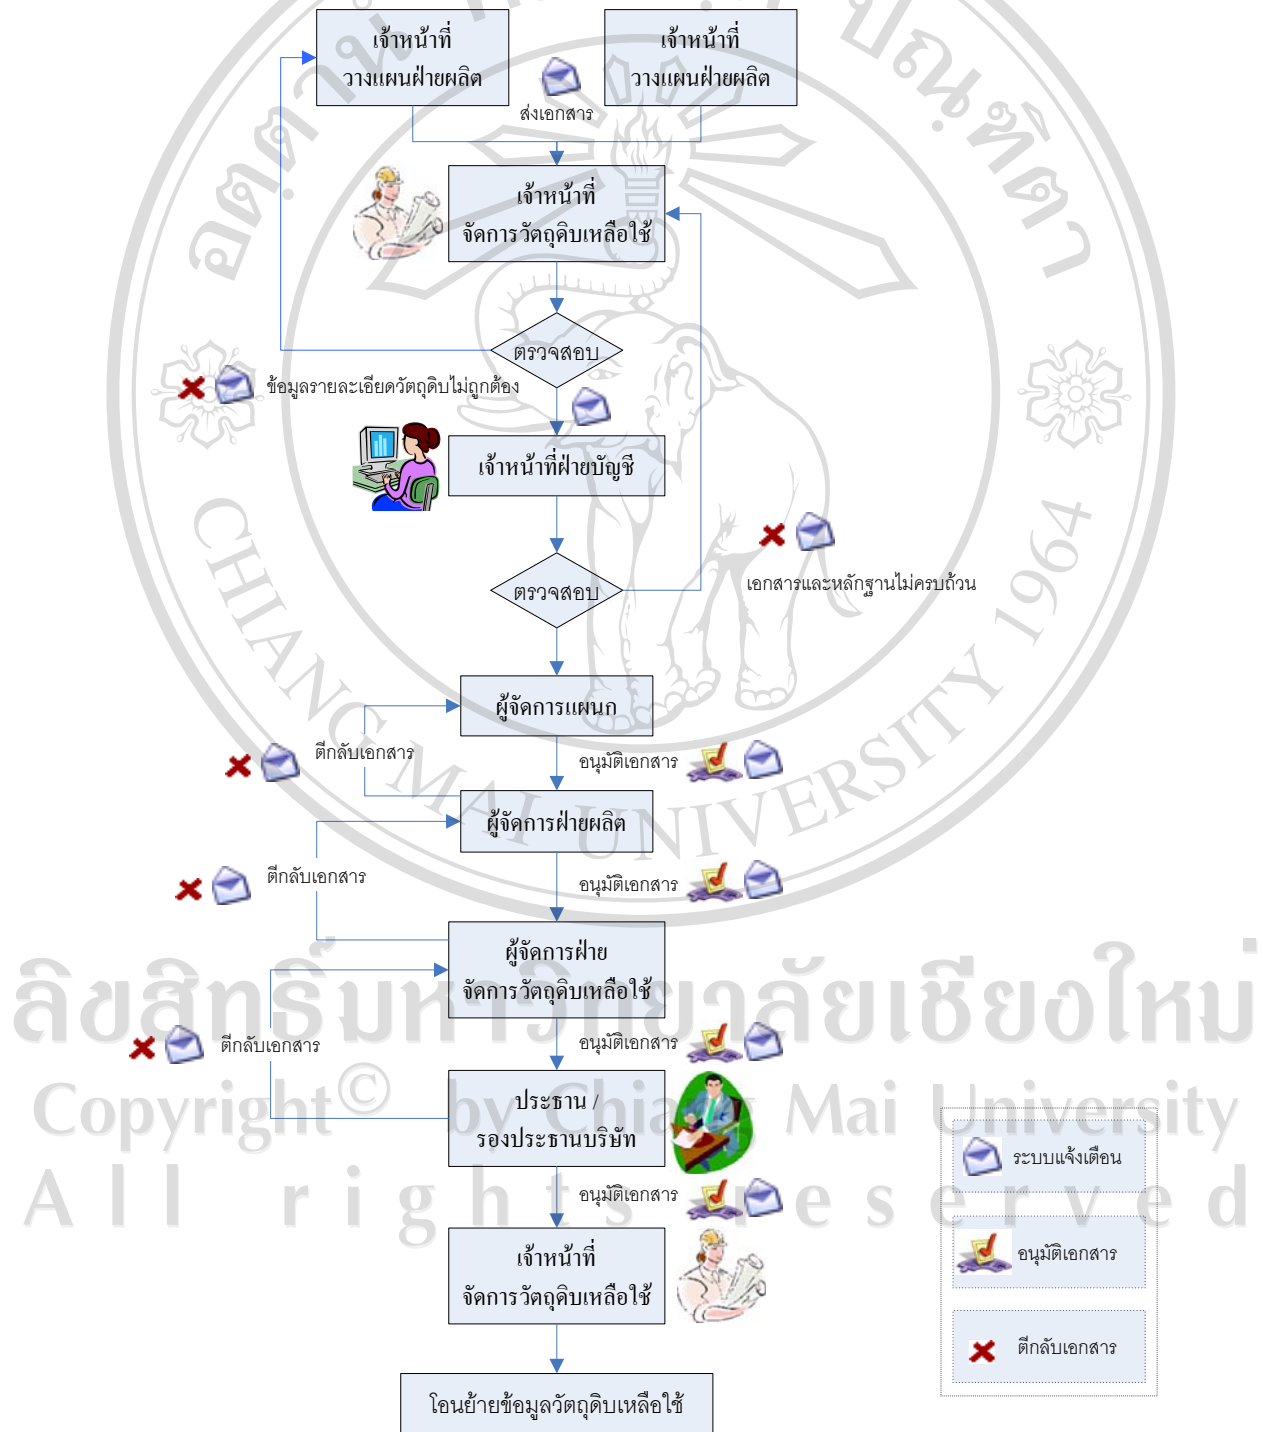 เจ้าหน้าที่
วางแผนฝ่ายผลิต
เจ้าหน้าที่
วางแผนฝ่ายผลิต
ส่งเอกสาร
เจ้าหน้าที่
จัดการวัตถุดิบเหลือใช้
ตรวจสอบ
ข้อมูลรายละเอียดวัตถุดิบไม่ถูกต้อง
เจ้าหน้าที่ฝ่ายบัญชี
ตรวจสอบ
เอกสารและหลักฐานไม่ครบถ้วน
ผู้จัดการแผนก
ตีกลับเอกสาร
อนุมัติเอกสาร
ผู้จัดการฝ่ายผลิต
ตีกลับเอกสาร
อนุมัติเอกสาร
ผู้จัดการฝ่าย
จัดการวัตถุดิบเหลือใช้
ตีกลับเอกสาร
อนุมัติเอกสาร
ประธาน /
รองประธานบริษัท
อนุมัติเอกสาร
เจ้าหน้าที่
จัดการวัตถุดิบเหลือใช้
โอนย้ายข้อมูลวัตถุดิบเหลือใช้
ระบบแจ้งเตือน
อนุมัติเอกสาร
ตีกลับเอกสาร
CHIANG MAI UNIVERSITY 1964
ลิขสิทธิ์มหาวิทยาลัยเชียงใหม่
Copyright© by Chiang Mai University
All rights reserved